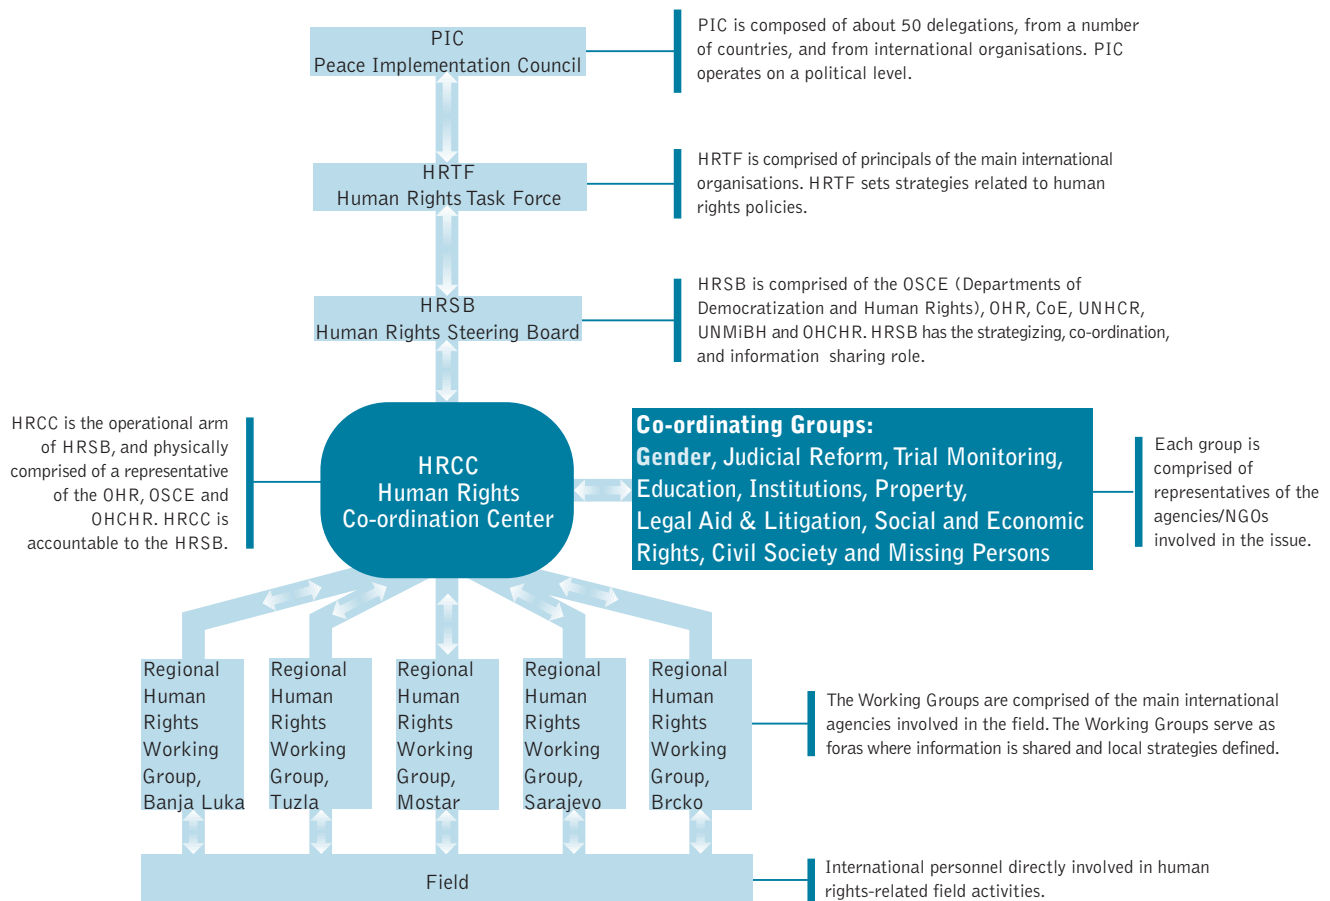 PIC
Peace Implementation Council
PIC is composed of about 50 delegations, from a number
of countries, and from international organisations. PIC
operates on a political level.
HRTF
Human Rights Task Force
HRTF is comprised of principals of the main international
organisations. HRTF sets strategies related to human
rights policies.
HRSB
Human Rights Steering Board
HRSB is comprised of the OSCE (Departments of
Democratization and Human Rights), OHR, CoE, UNHCR,
UNMiBH and OHCHR. HRSB has the strategizing, co-ordination,
and information sharing role.
HRCC is the operational arm
of HRSB, and physically
comprised of a representative
of the OHR, OSCE and
OHCHR. HRCC is
accountable to the HRSB.
HRCC
Human Rights
Co-ordination Center
Co-ordinating Groups:
Gender, Judicial Reform, Trial Monitoring,
Education, Institutions, Property,
Legal Aid & Litigation, Social and Economic
Rights, Civil Society and Missing Persons
Each group is
comprised of
representatives of the
agencies/NGOs
involved in the issue.
Regional
Human
Rights
Working
Group,
Banja Luka
Regional
Human
Rights
Working
Group,
Tuzla
Regional
Human
Rights
Working
Group,
Mostar
Regional
Human
Rights
Working
Group,
Sarajevo
Regional
Human
Rights
Working
Group,
Brcko
The Working Groups are comprised of the main international
agencies involved in the field. The Working Groups serve as
foras where information is shared and local strategies defined.
Field
International personnel directly involved in human
rights-related field activities.